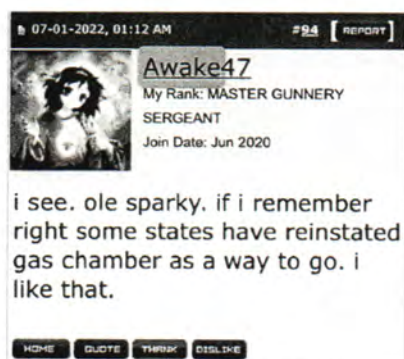 07-01-2022, 01:12 AM #94 [REPORT]
Awake47
My Rank: MASTER GUNNERY
SERGEANT
Join Date: Jun 2020
i see. ole sparky. if i remember
right some states have reinstated
gas chamber as a way to go. i
like that.
HOME QUOTE THANK DISLIKE